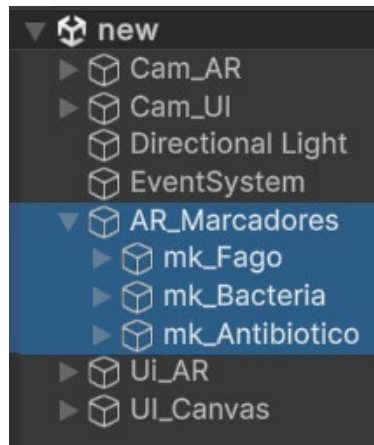 new
Cam_AR
Cam_UI
Directional Light
EventSystem
AR_Marcadores
mk_Fago
mk_Bacteria
mk_Antibiotico
Ui_AR
UI_Canvas